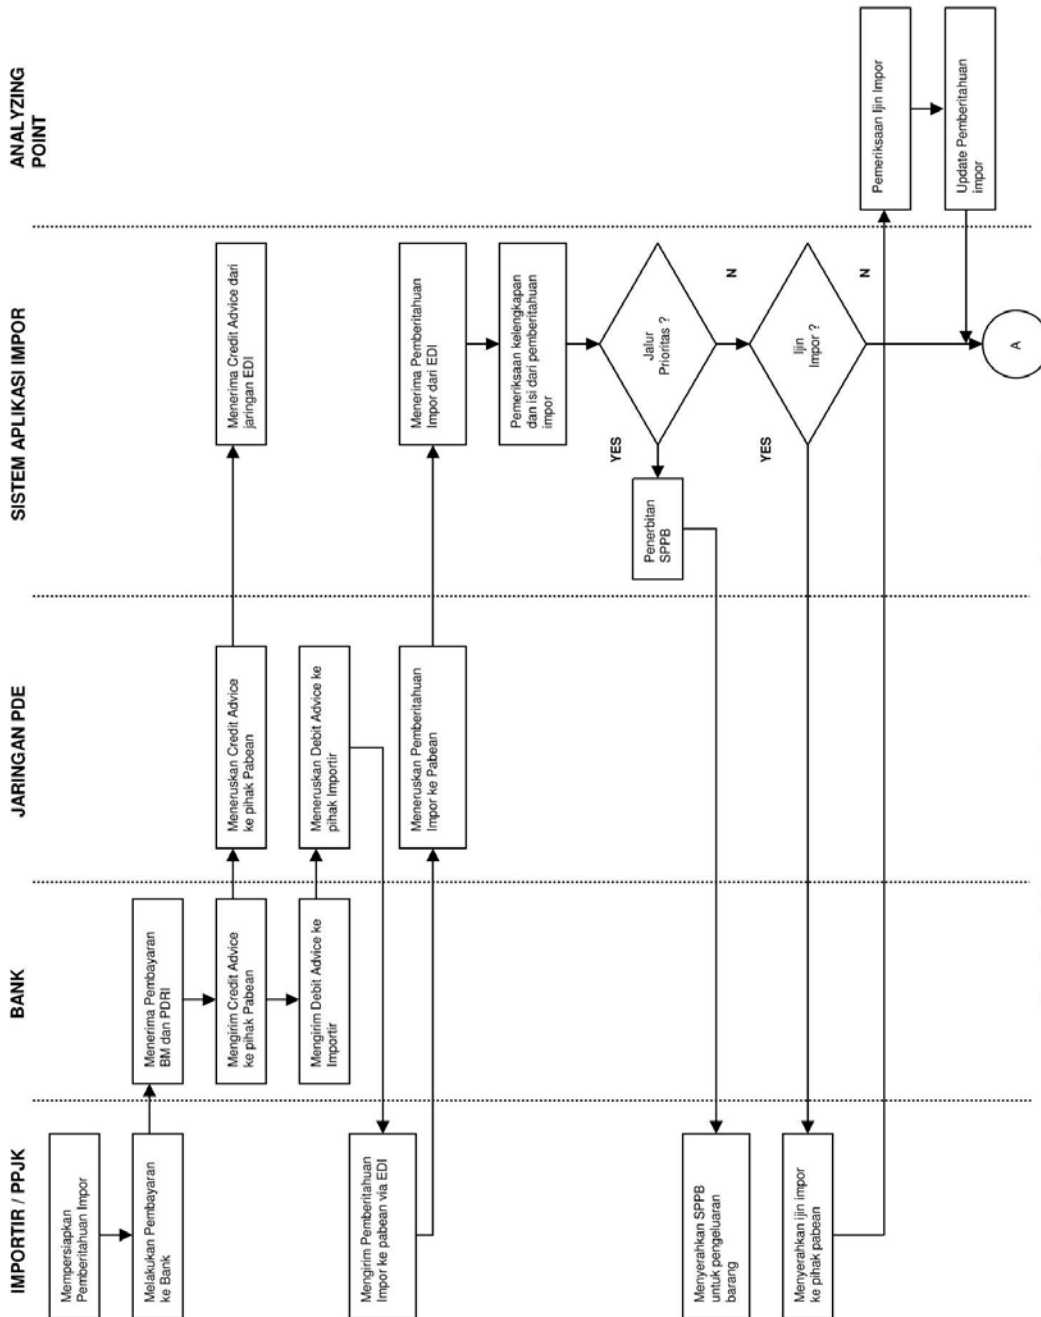 IMPORTIR / PPJK
BANK
JARINGAN PDE
SISTEM APLIKASI IMPOR
ANALYZING
POINT
Mempersiapkan
Pemberitahuan Impor
Melakukan Pembayaran
ke Bank
Menerima Pembayaran
BM dan PDRI
Mengirim Credit Advice
ke pihak Pabean
Meneruskan Credit Advice
ke pihak Pabean
Menerima Credit Advice dari
jaringan EDI
Mengirim Debit Advice ke
Importir
Meneruskan Debit Advice ke
pihak Importir
Mengirim Pemberitahuan
Impor ke pabean via EDI
Meneruskan Pemberitahuan
Impor ke Pabean
Menerima Pemberitahuan
Impor dari EDI
Pemeriksaan kelengkapan
dan isi dari pemberitahuan
impor
Jalur
Prioritas ?
YES
N
Penerbitan
SPPB
Menyerahkan SPPB
untuk pengeluaran
barang
Ijin
Impor ?
YES
N
Menyerahkan ijin impor
ke pihak pabean
Pemeriksaan Ijin Impor
Update Pemberitahuan
impor
A